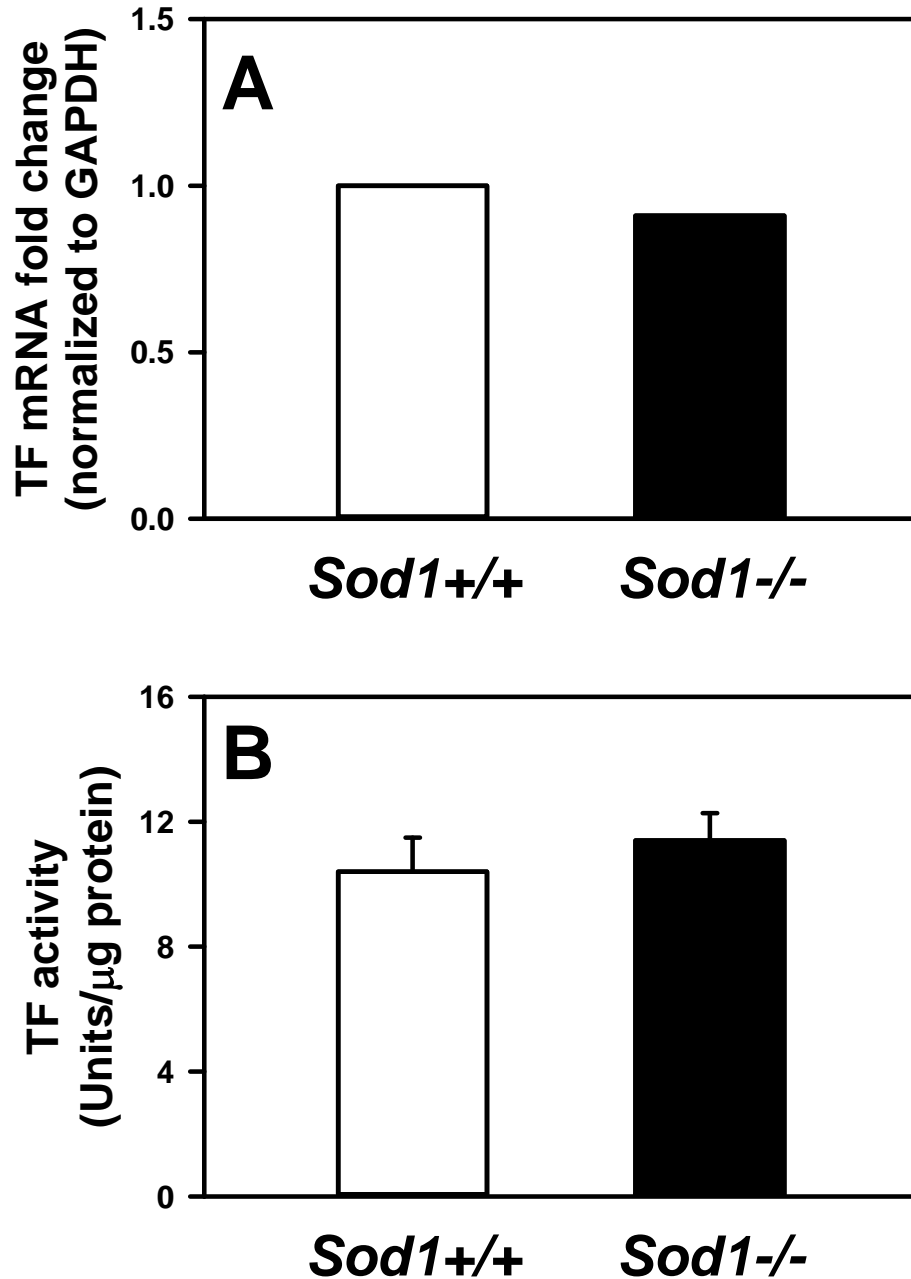 A
TF mRNA fold change
(normalized to GAPDH)
1.5
1.0
0.5
0.0
Sod1+/+ Sod1-/-
B
TF activity
(Units/μg protein)
16
12
8
4
0
Sod1+/+ Sod1-/-